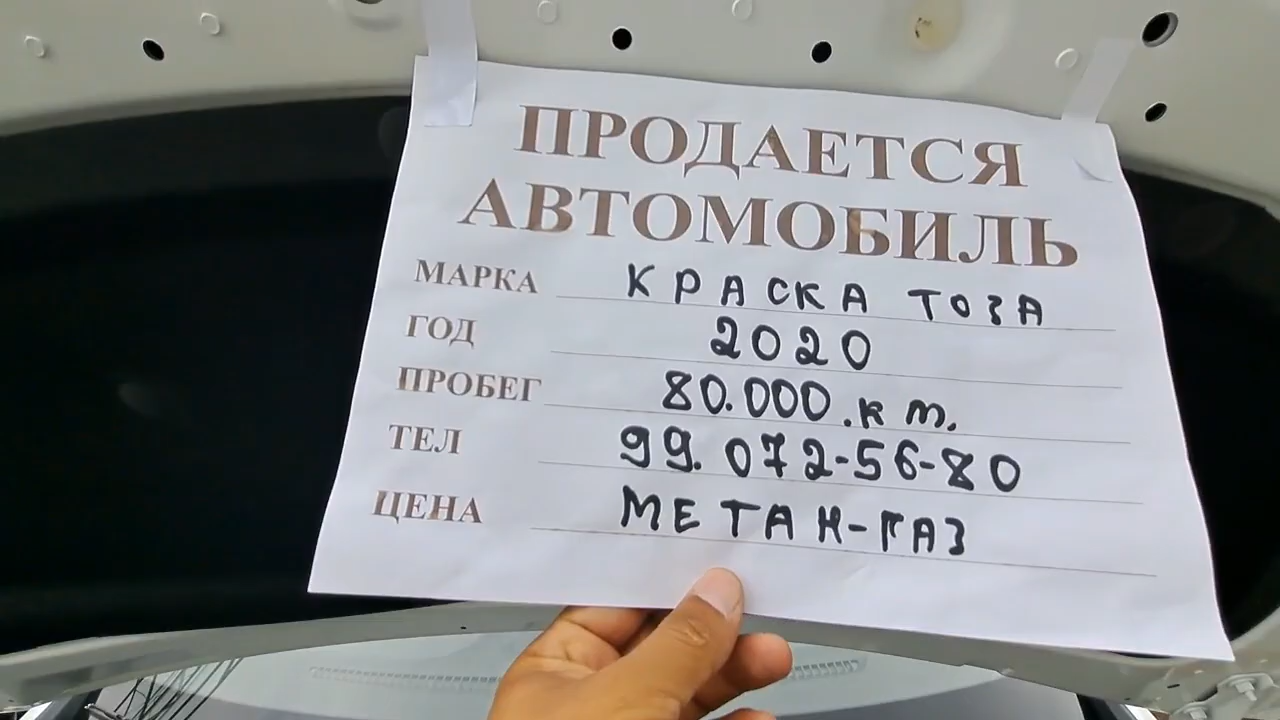 ПРОДАЕТСЯ
АВТОМОБИЛЬ
МАРКА КРАСКА ТОЗА
ГОД 2020
ПРОБЕГ 80.000.км.
ТЕЛ 99.072-56-80
ЦЕНА МЕТАН-ГАЗ